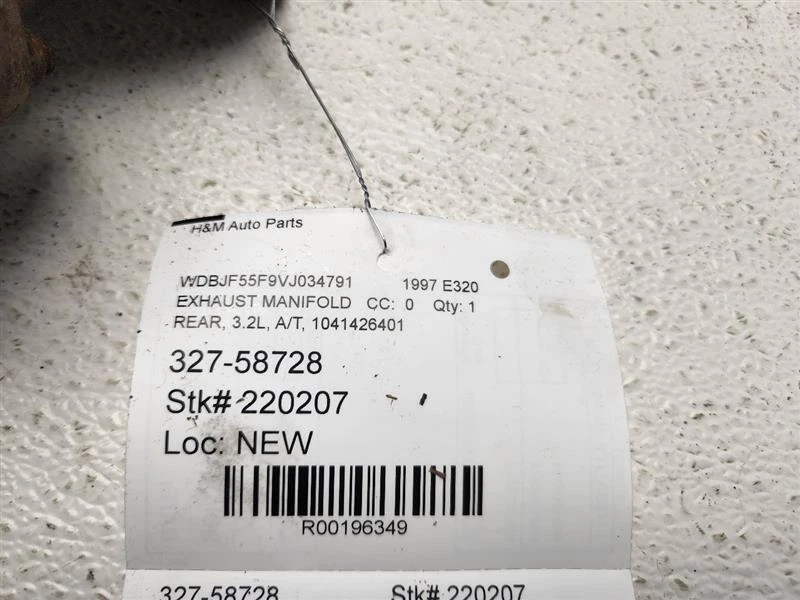 H&M Auto Parts
WDBJF55F9VJ034791 1997 E320
EXHAUST MANIFOLD CC: 0 Qty: 1
REAR, 3.2L, A/T, 1041426401
327-58728
Stk# 220207
Loc: NEW
R00196349
327-58728 Stk# 220207